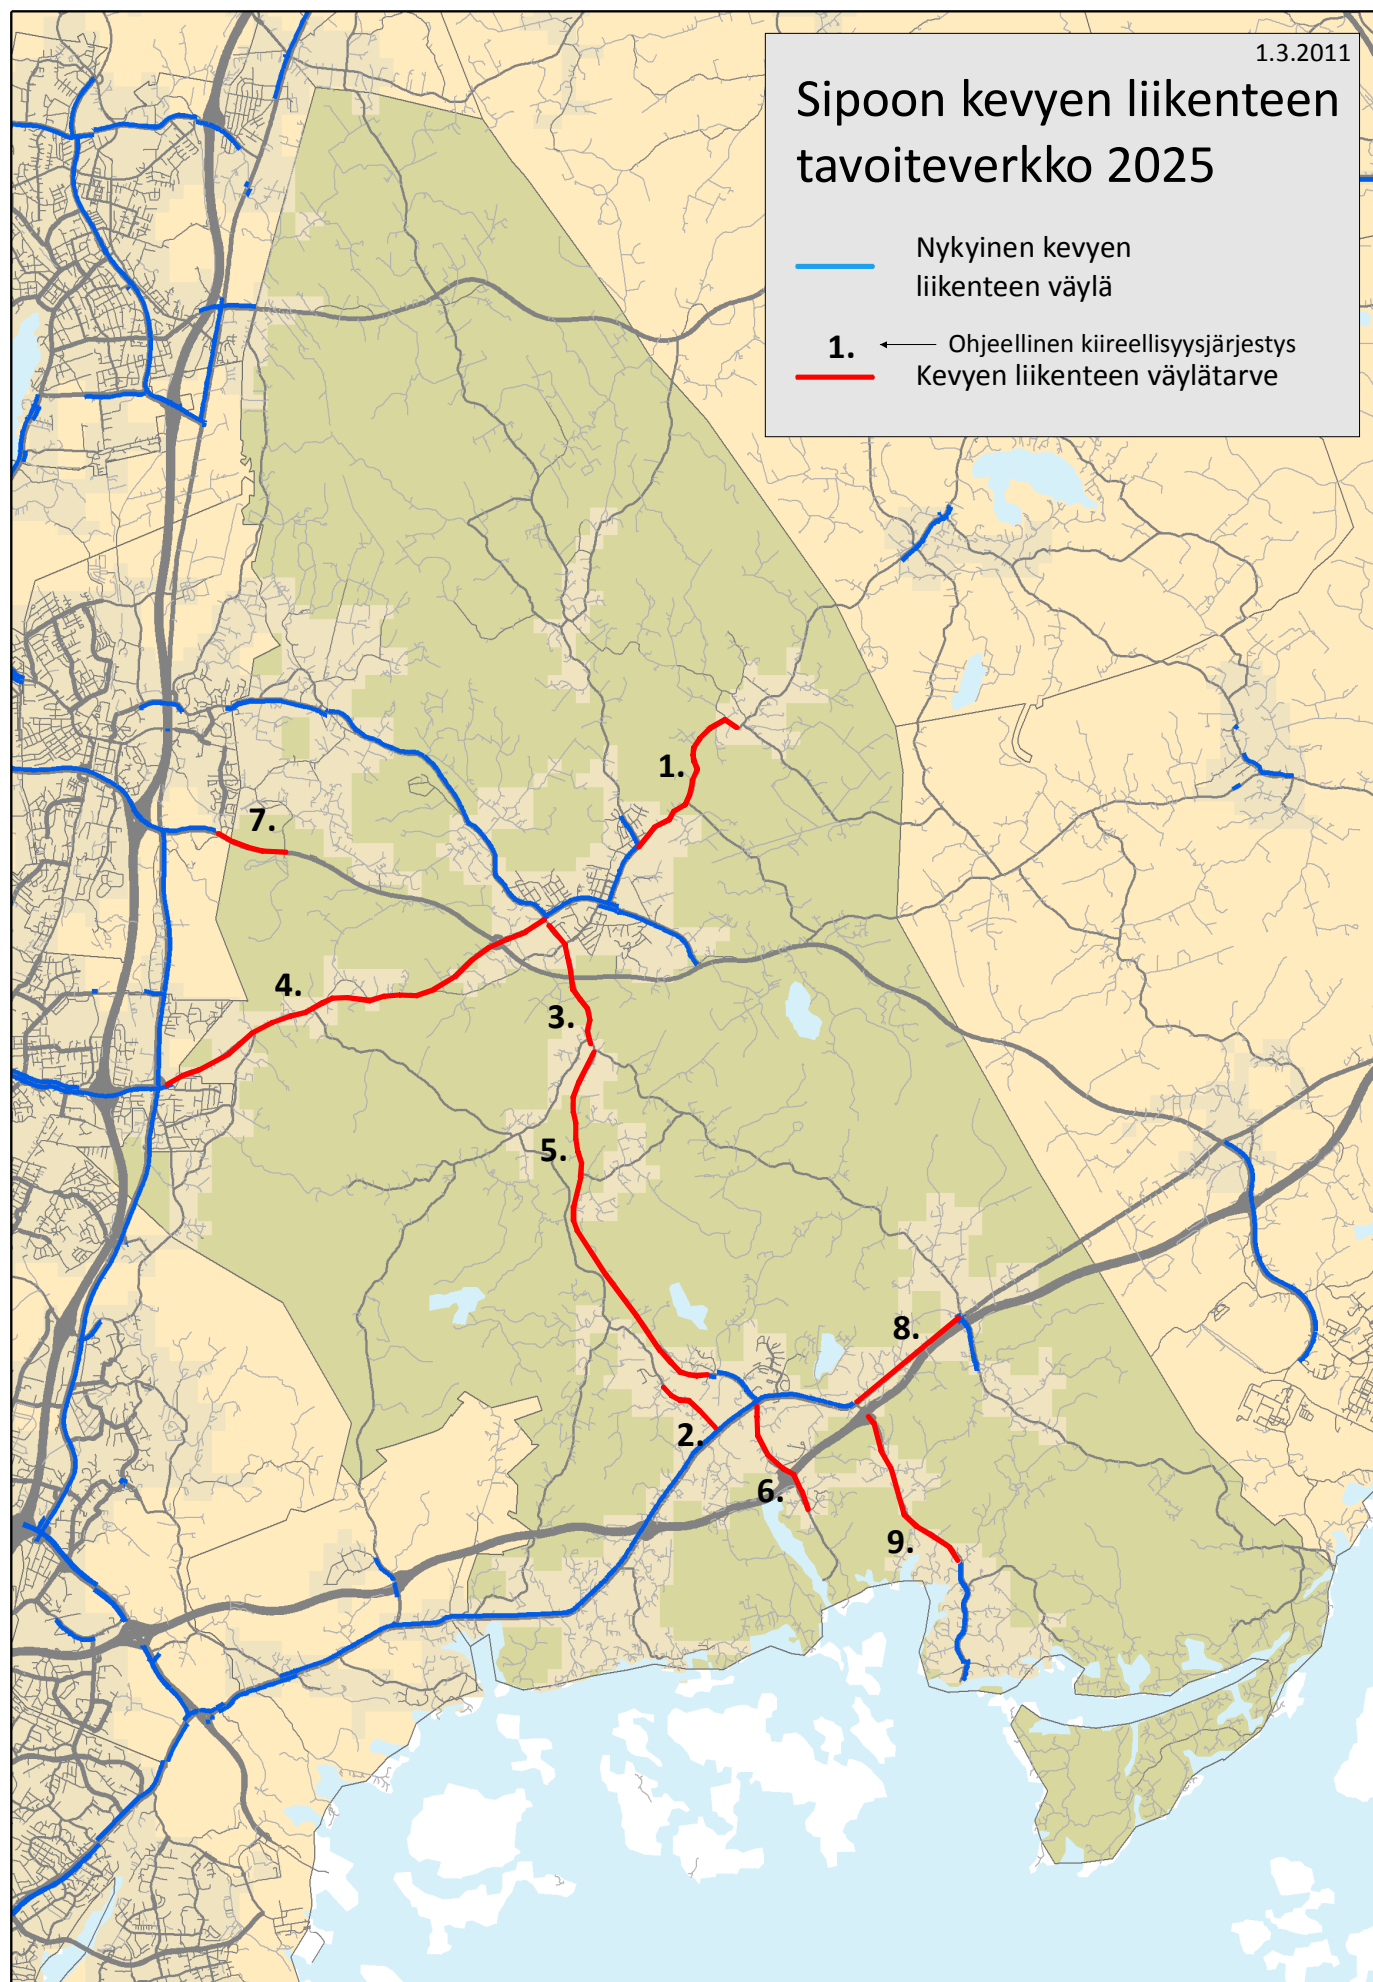 1.3.2011
Sipoon kevyen liikenteen
tavoiteverkko 2025
Nykyinen kevyen
liikenteen väylä
1. Ohjeellinen kiireellisyysjärjestys
Kevyen liikenteen väylätarve
1.
7.
4.
3.
5.
8.
2.
6.
9.